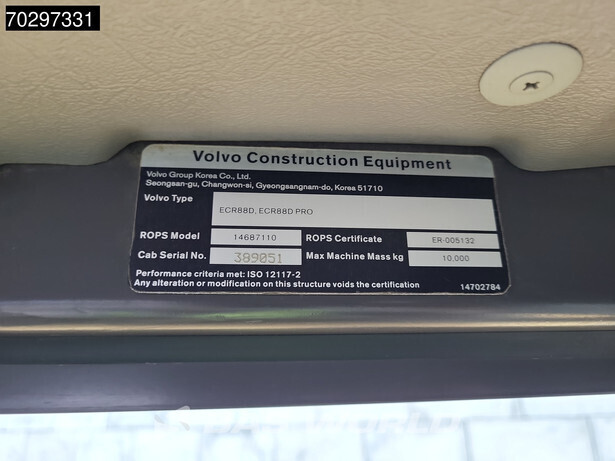 70297331
Volvo Construction Equipment
Volvo Group Korea Co., Ltd.
Seongsan-gu, Changwon-si, Gyeongsangnam-do, Korea 51710
Volvo Type ECR88D, ECR88D PRO
ROPS Model 14687110 ROPS Certificate ER-005132
Cab Serial No. 389051 Max Machine Mass kg 10,000
Performance criteria met: ISO 12117-2
Any alteration or modification on this structure voids the certification 14702784